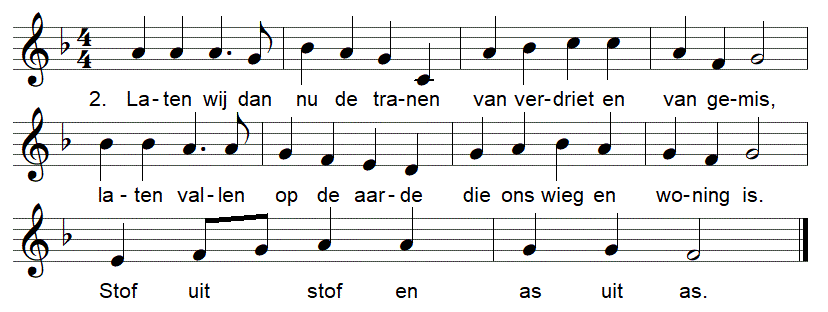 2. La-ten wij dan nu de tra-nen van ver-driet en van ge-mis,
la-ten val-len op de aar-de die ons wieg en wo-ning is.
Stof uit stof en as uit as.